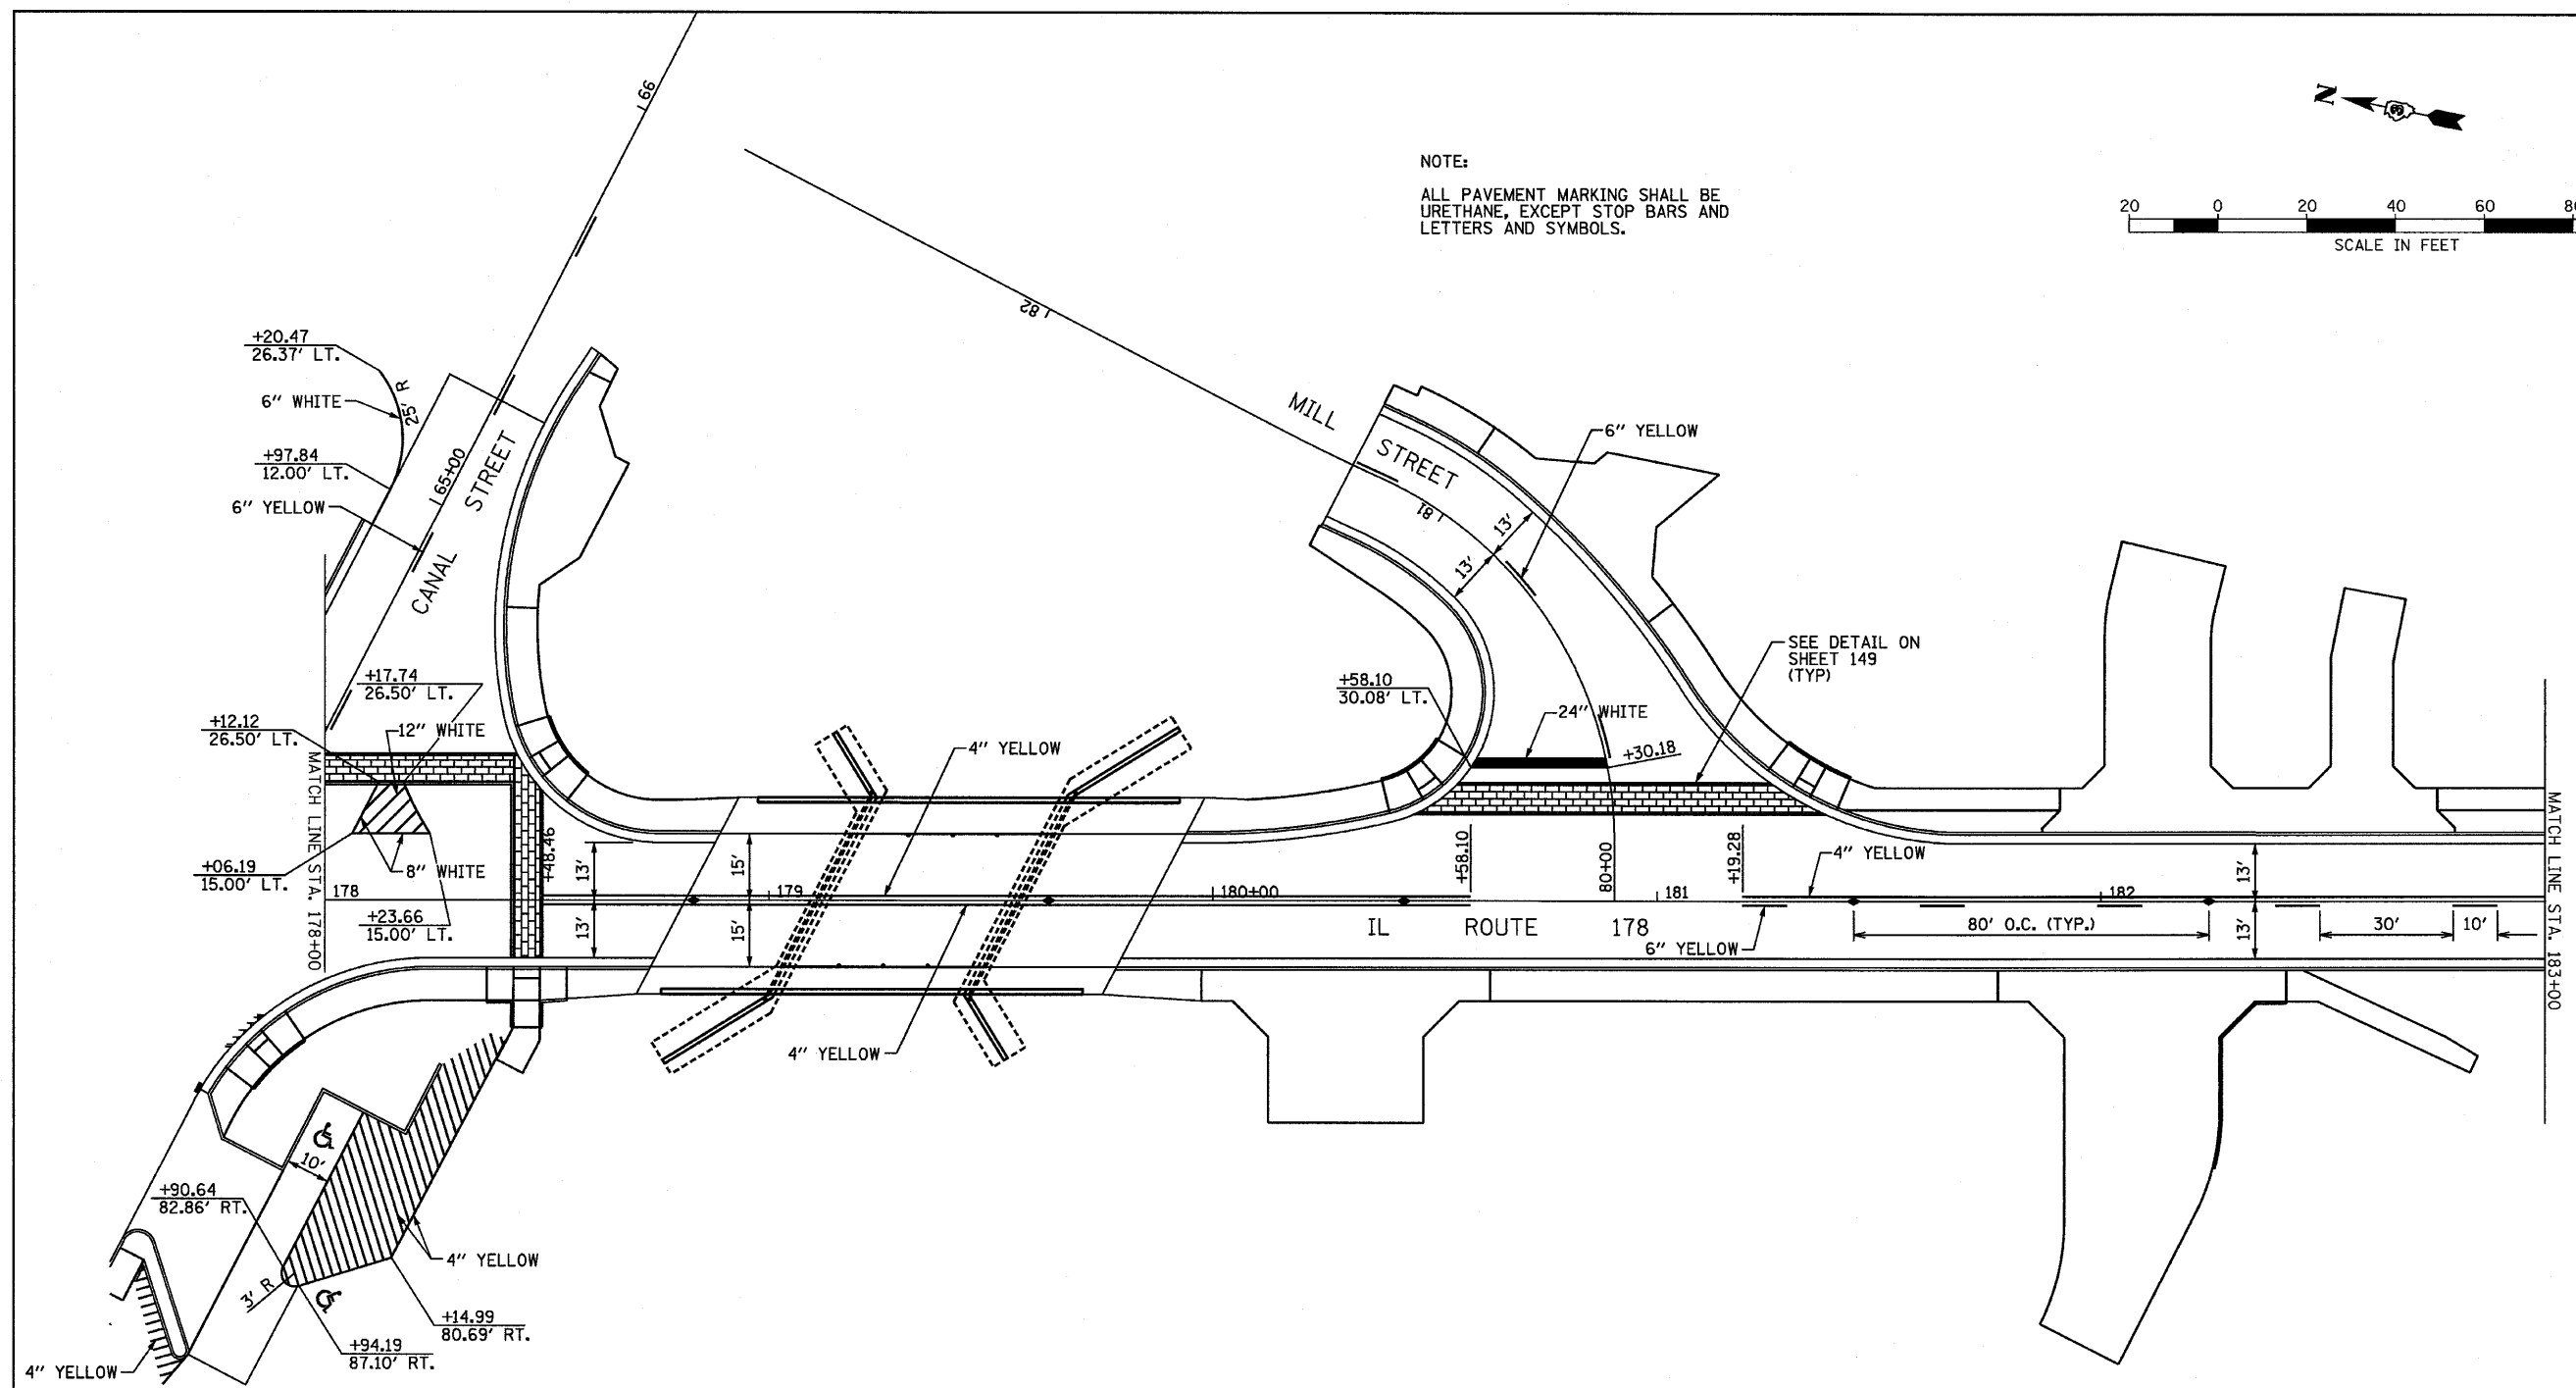 66
N
NOTE:
ALL PAVEMENT MARKING SHALL BE
URETHANE, EXCEPT STOP BARS AND
LETTERS AND SYMBOLS.
20 0 20 40 60 80
SCALE IN FEET
82
+20.47
26.37' LT.
6" WHITE
25' R
+97.84
12.00' LT.
6" YELLOW
65+00
CANAL STREET
MILL STREET
6" YELLOW
81
13'
13'
SEE DETAIL ON
SHEET 149
(TYP)
+17.74
26.50' LT.
+12.12
26.50' LT.
12" WHITE
+58.10
30.08' LT.
24" WHITE
+30.18
4" YELLOW
MATCH LINE STA. 178+00
+06.19
15.00' LT.
8" WHITE
+23.66
15.00' LT.
178
+48.46
13'
13'
15'
15'
179
180+00
+58.10
80+00
+19.28
181
4" YELLOW
182
13'
13'
IL ROUTE 178
6" YELLOW
80' O.C. (TYP.)
30'
10'
MATCH LINE STA. 183+00
4" YELLOW
10'
+90.64
82.86' RT.
4" YELLOW
3' R
+14.99
80.69' RT.
+94.19
87.10' RT.
4" YELLOW